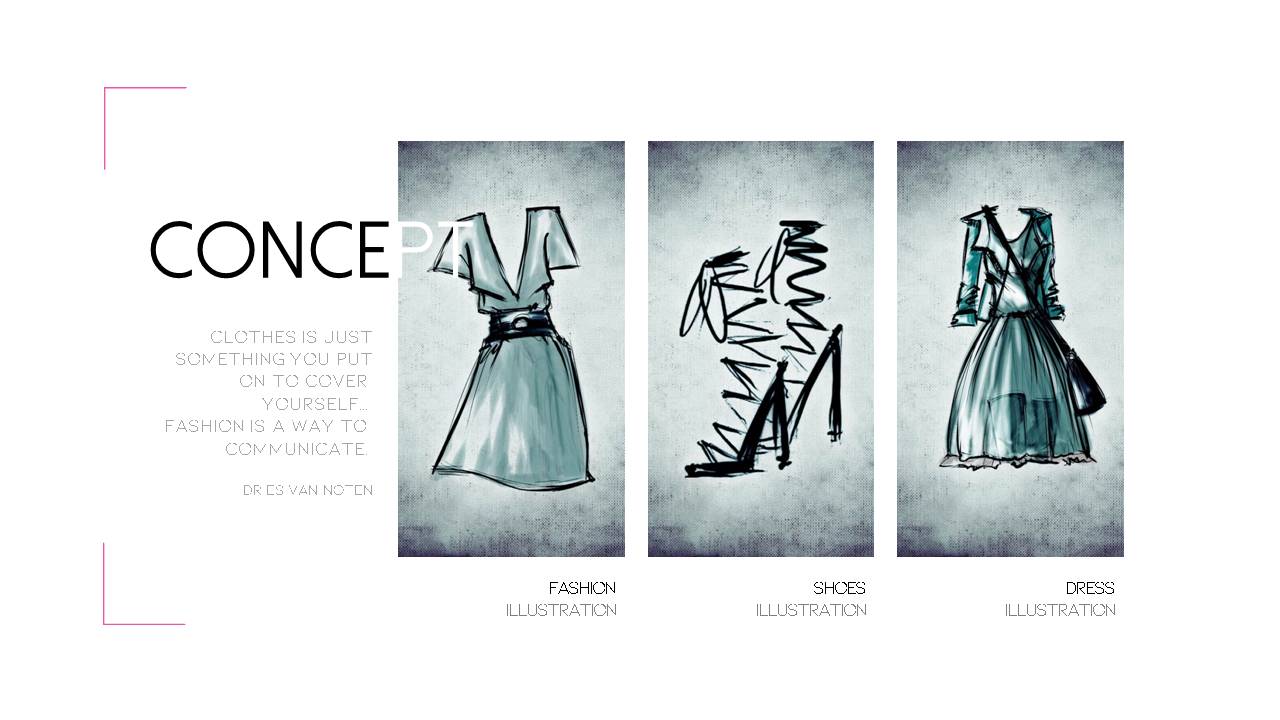 CONCEPT
CLOTHES IS JUST
SOMETHING YOU PUT
ON TO COVER
YOURSELF...
FASHION IS A WAY TO
COMMUNICATE.
DRIES VAN NOTEN
FASHION
ILLUSTRATION
SHOES
ILLUSTRATION
DRESS
ILLUSTRATION